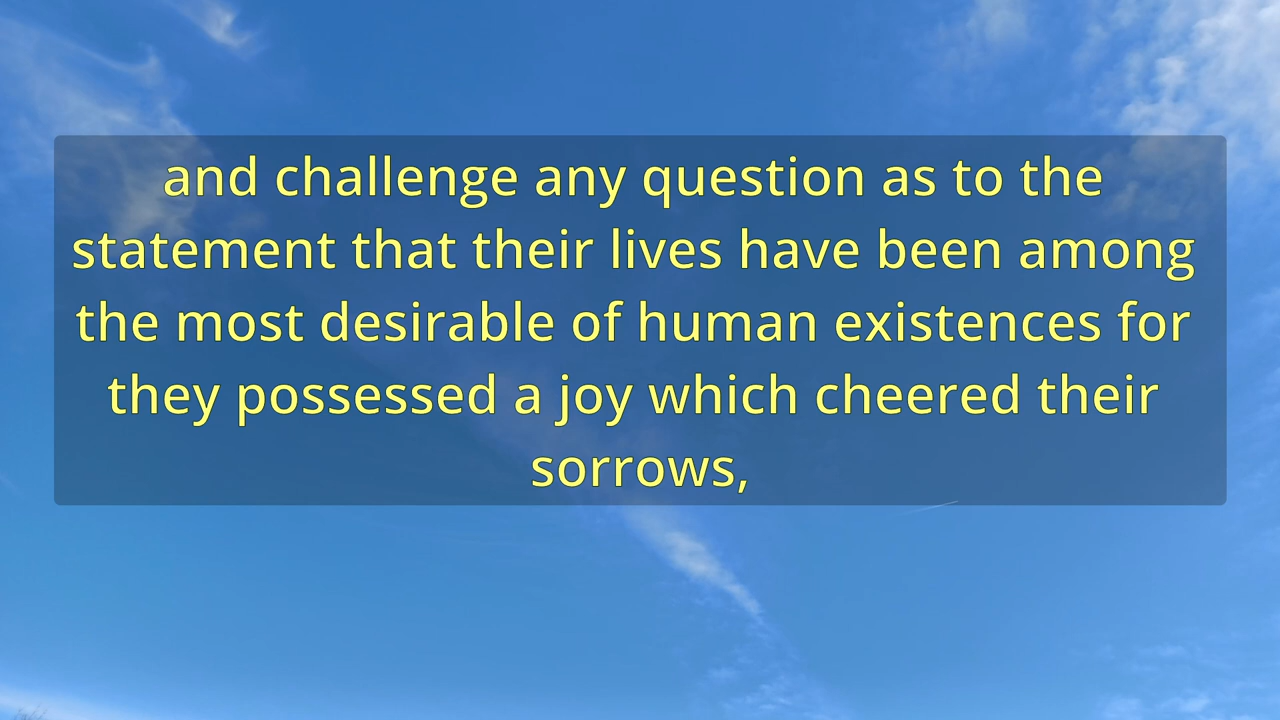 and challenge any question as to the
statement that their lives have been among
the most desirable of human existences for
they possessed a joy which cheered their
sorrows,